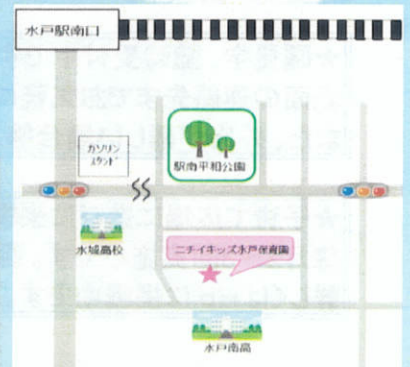 水戸駅南口
ガソリン
スタンド
駅南平和公園
水城高校
ニチイキッズ水戸保育園
水戸南高